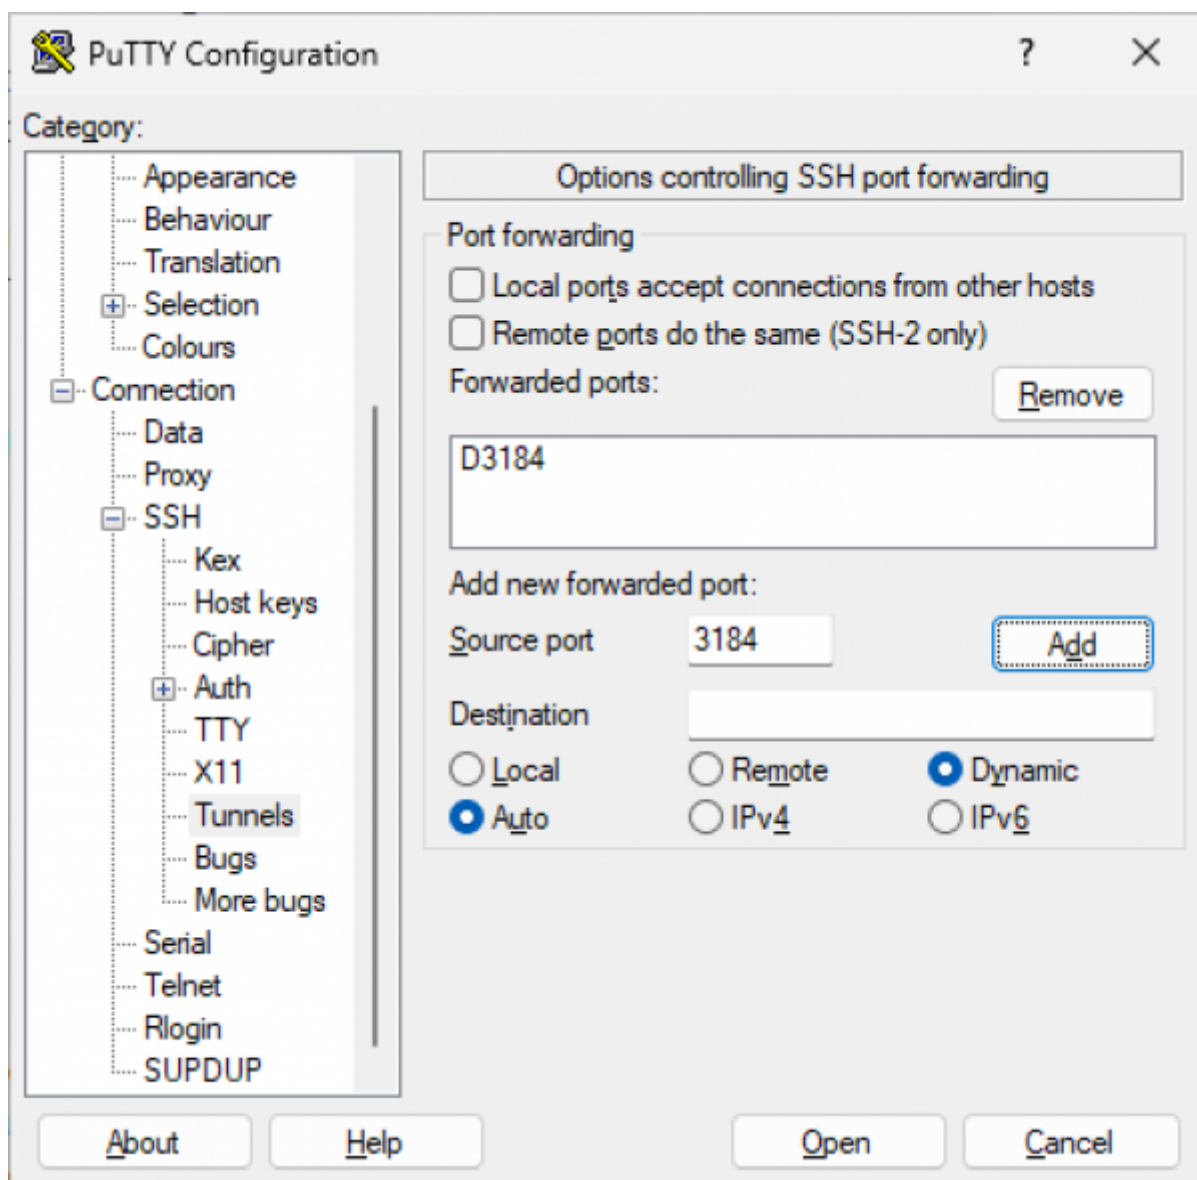 PuTTY Configuration
?
Category:
Appearance
Behaviour
Translation
Selection
Colours
Connection
Data
Proxy
SSH
Kex
Host keys
Cipher
Auth
TTY
X11
Tunnels
Bugs
More bugs
Serial
Telnet
Rlogin
SUPDUP
Options controlling SSH port forwarding
Port forwarding
Local ports accept connections from other hosts
Remote ports do the same (SSH-2 only)
Forwarded ports:
Remove
D3184
Add new forwarded port:
Source port 3184 Add
Destination
Local Remote Dynamic
Auto IPv4 IPv6
About Help Open Cancel